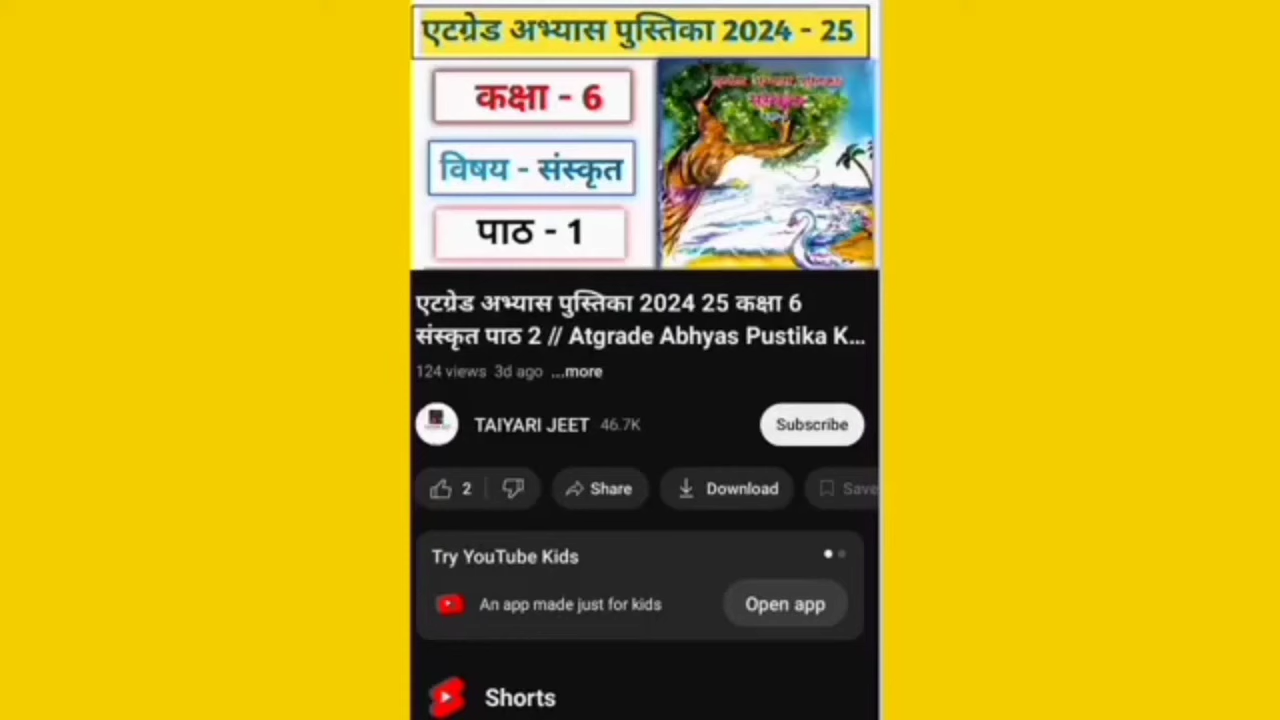 एटग्रेड अभ्यास पुस्तिका 2024 - 25
कक्षा - 6
विषय - संस्कृत
पाठ - 1
एटग्रेड अभ्यास पुस्तिका 2024 25 कक्षा 6
संस्कृत पाठ 2 // Atgrade Abhyas Pustika K...
124 views 3d ago ...more
TAIYARI JEET 46.7K
Subscribe
2
Share
Download
Save
Try YouTube Kids
An app made just for kids
Open app
Shorts